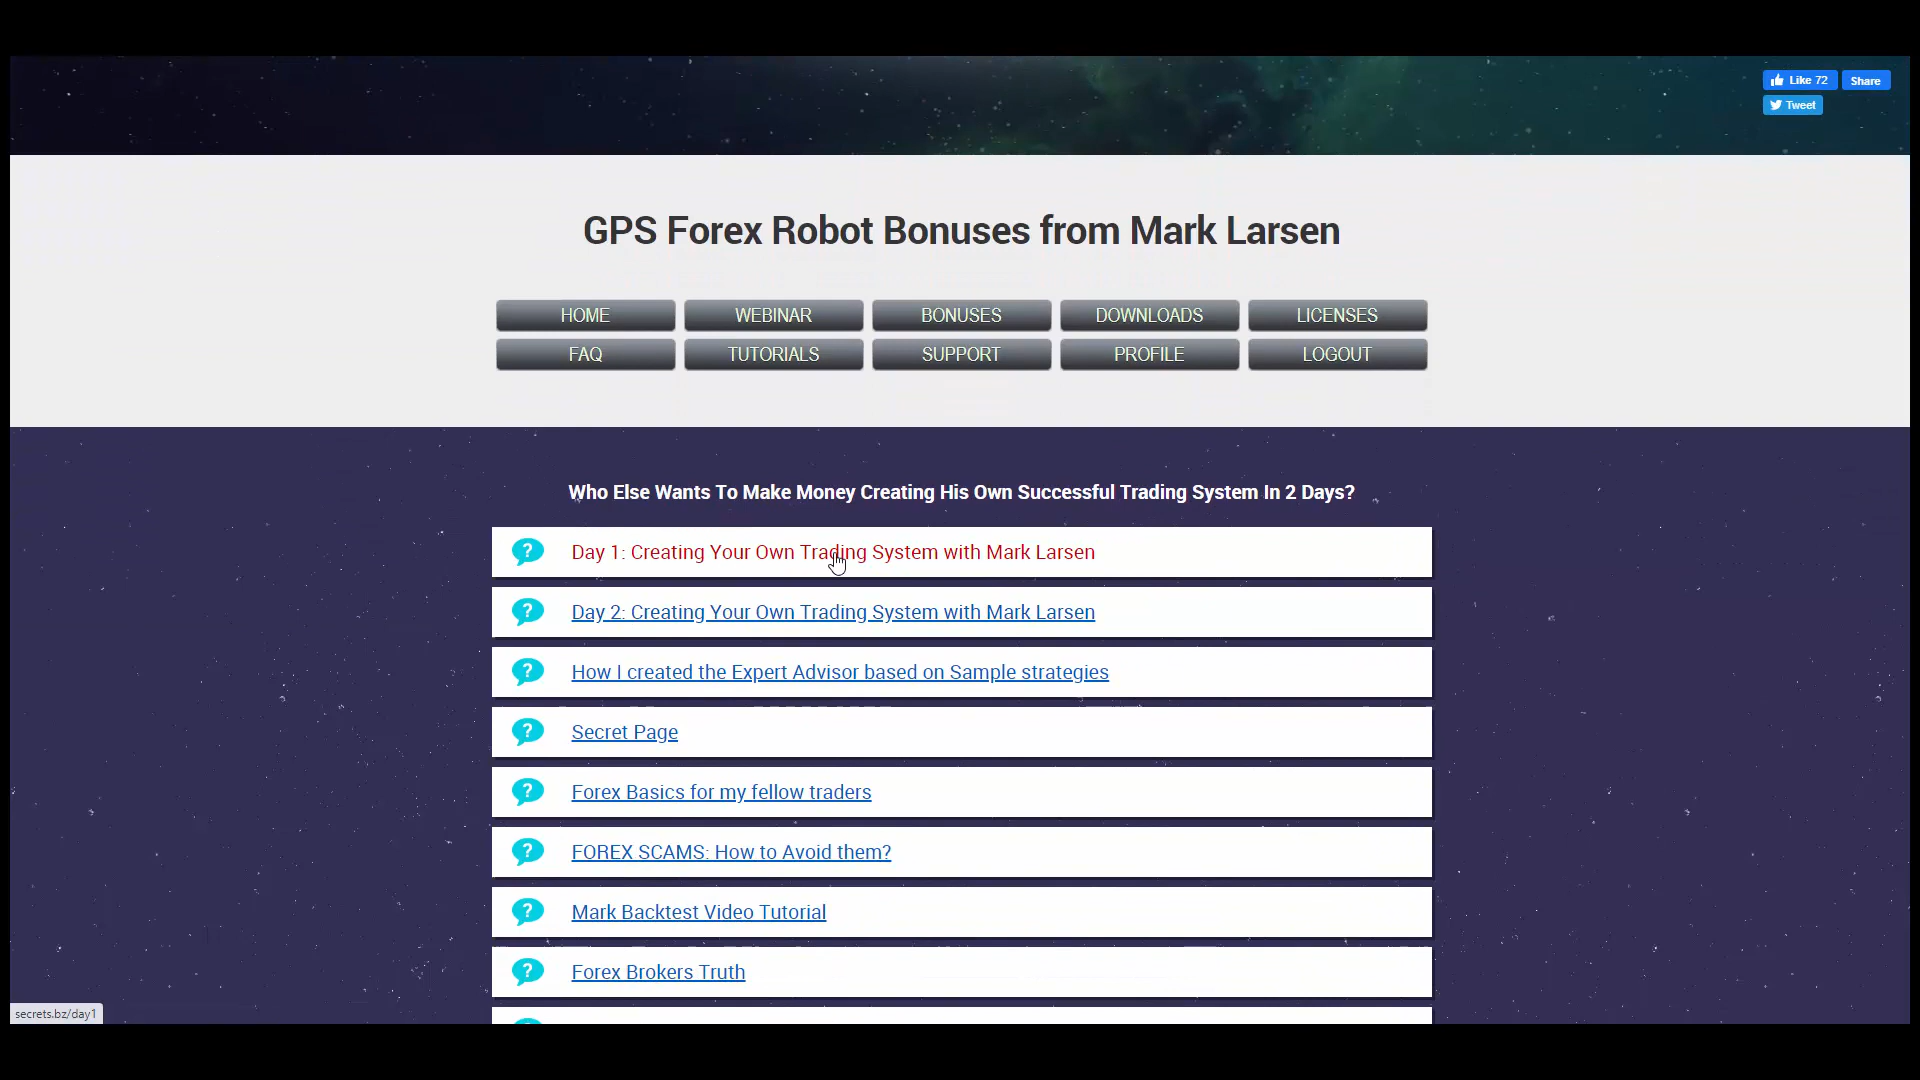 Like 72
Share
Tweet
GPS Forex Robot Bonuses from Mark Larsen
HOME
WEBINAR
BONUSES
DOWNLOADS
LICENSES
FAQ
TUTORIALS
SUPPORT
PROFILE
LOGOUT
Who Else Wants To Make Money Creating His Own Successful Trading System In 2 Days?
? Day 1: Creating Your Own Trading System with Mark Larsen
? Day 2: Creating Your Own Trading System with Mark Larsen
? How I created the Expert Advisor based on Sample strategies
? Secret Page
? Forex Basics for my fellow traders
? FOREX SCAMS: How to Avoid them?
? Mark Backtest Video Tutorial
? Forex Brokers Truth
secrets.bz/day1